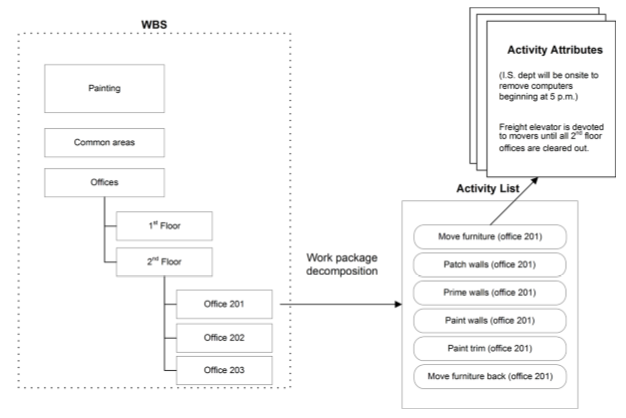 WBS
Painting
Common areas
Offices
1st Floor
2nd Floor
Office 201
Office 202
Office 203
Work package
decomposition
Activity Attributes
(I.S. dept will be onsite to
remove computers
beginning at 5 p.m.)
Freight elevator is devoted
to movers until all 2nd floor
offices are cleared out.
Activity List
Move furniture (office 201)
Patch walls (office 201)
Prime walls (office 201)
Paint walls (office 201)
Paint trim (office 201)
Move furniture back (office 201)